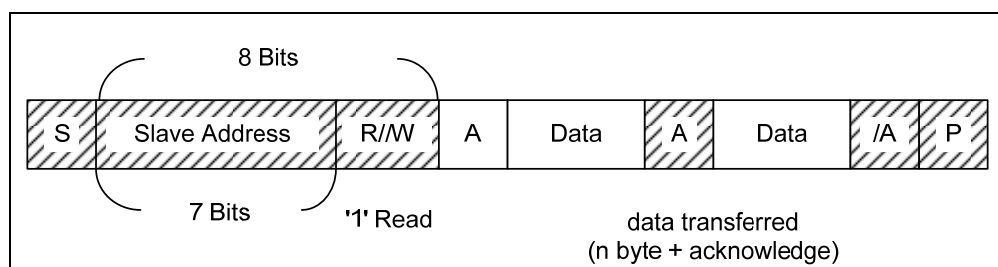 8 Bits
S Slave Address R//W A Data A Data /A P
7 Bits '1' Read data transferred
(n byte + acknowledge)